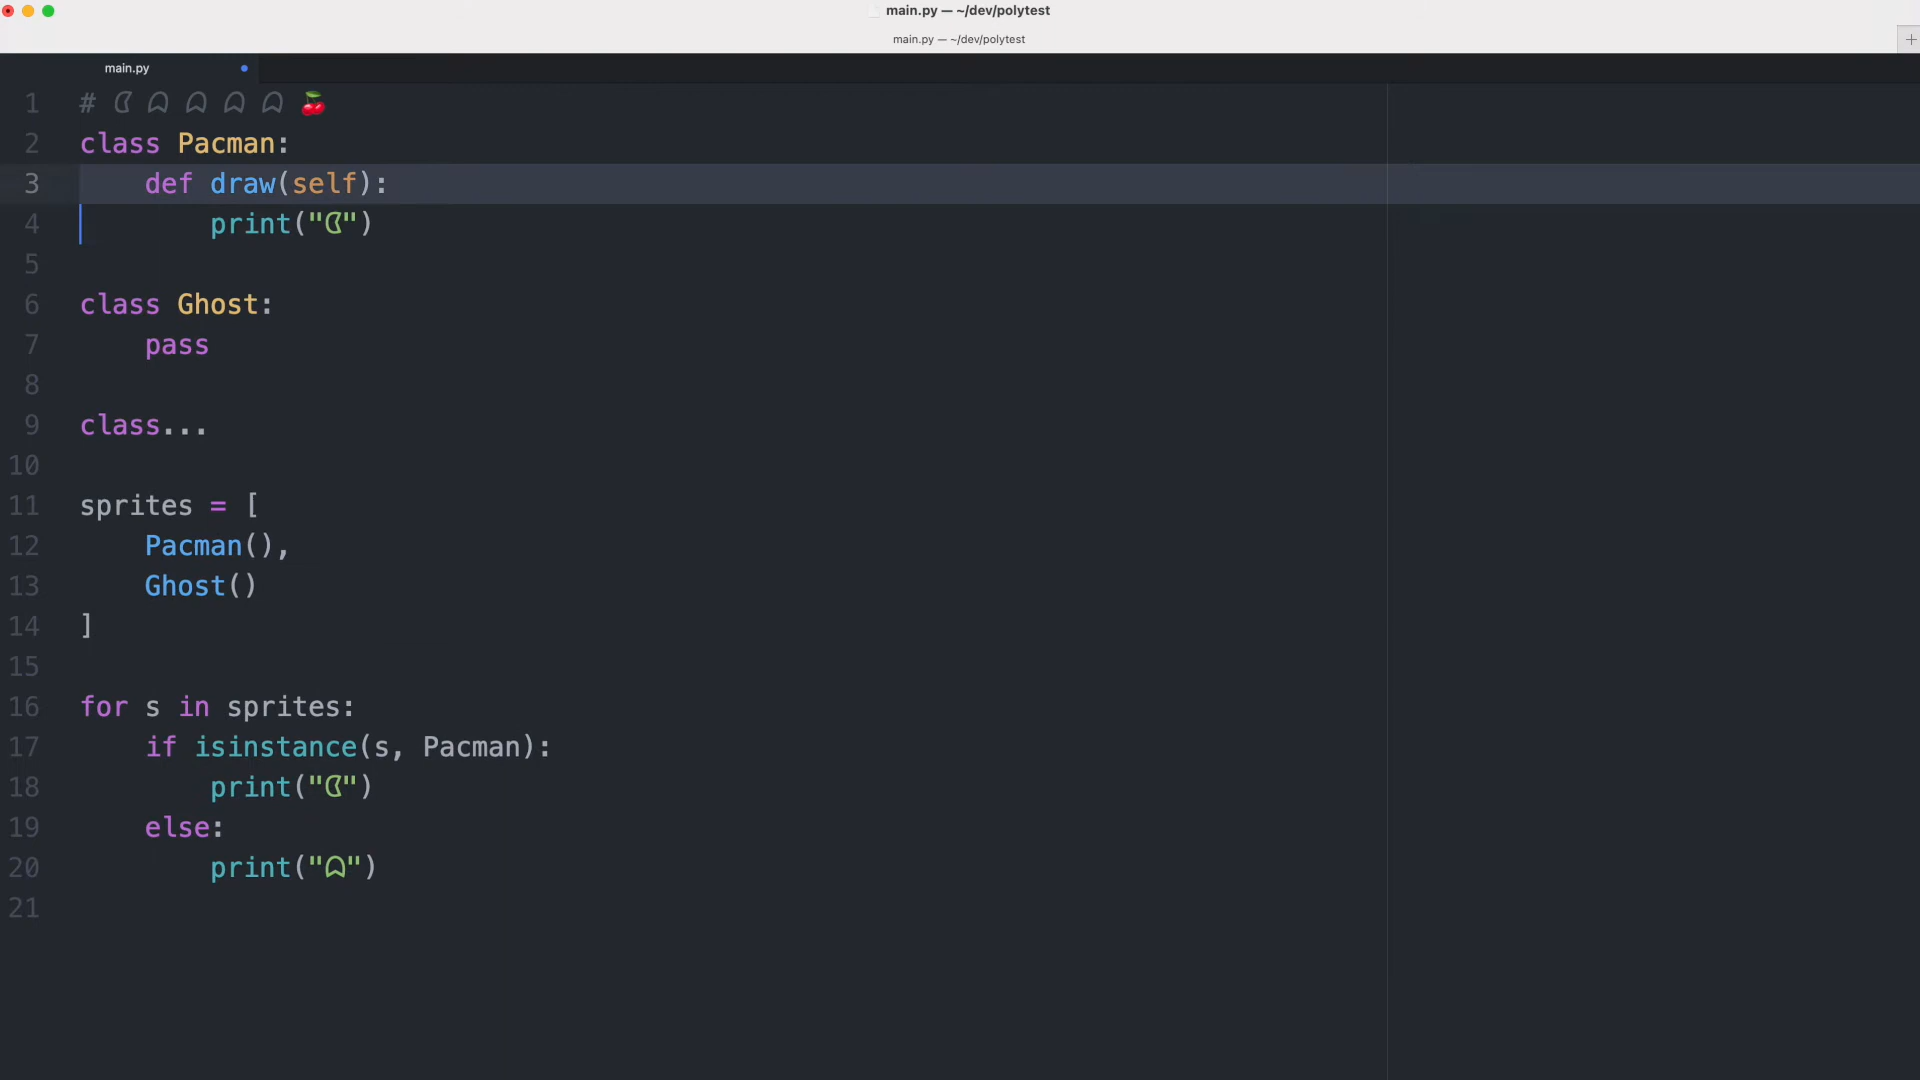 main.py — ~/dev/polytest
main.py — ~/dev/polytest
main.py
1 # ᗧ ᗣ ᗣ ᗣ ᗣ 🍒
2 class Pacman:
3     def draw(self):
4         print("ᗧ")
5
6 class Ghost:
7     pass
8
9 class...
10
11 sprites = [
12     Pacman(),
13     Ghost()
14 ]
15
16 for s in sprites:
17     if isinstance(s, Pacman):
18         print("ᗧ")
19     else:
20         print("ᗣ")
21